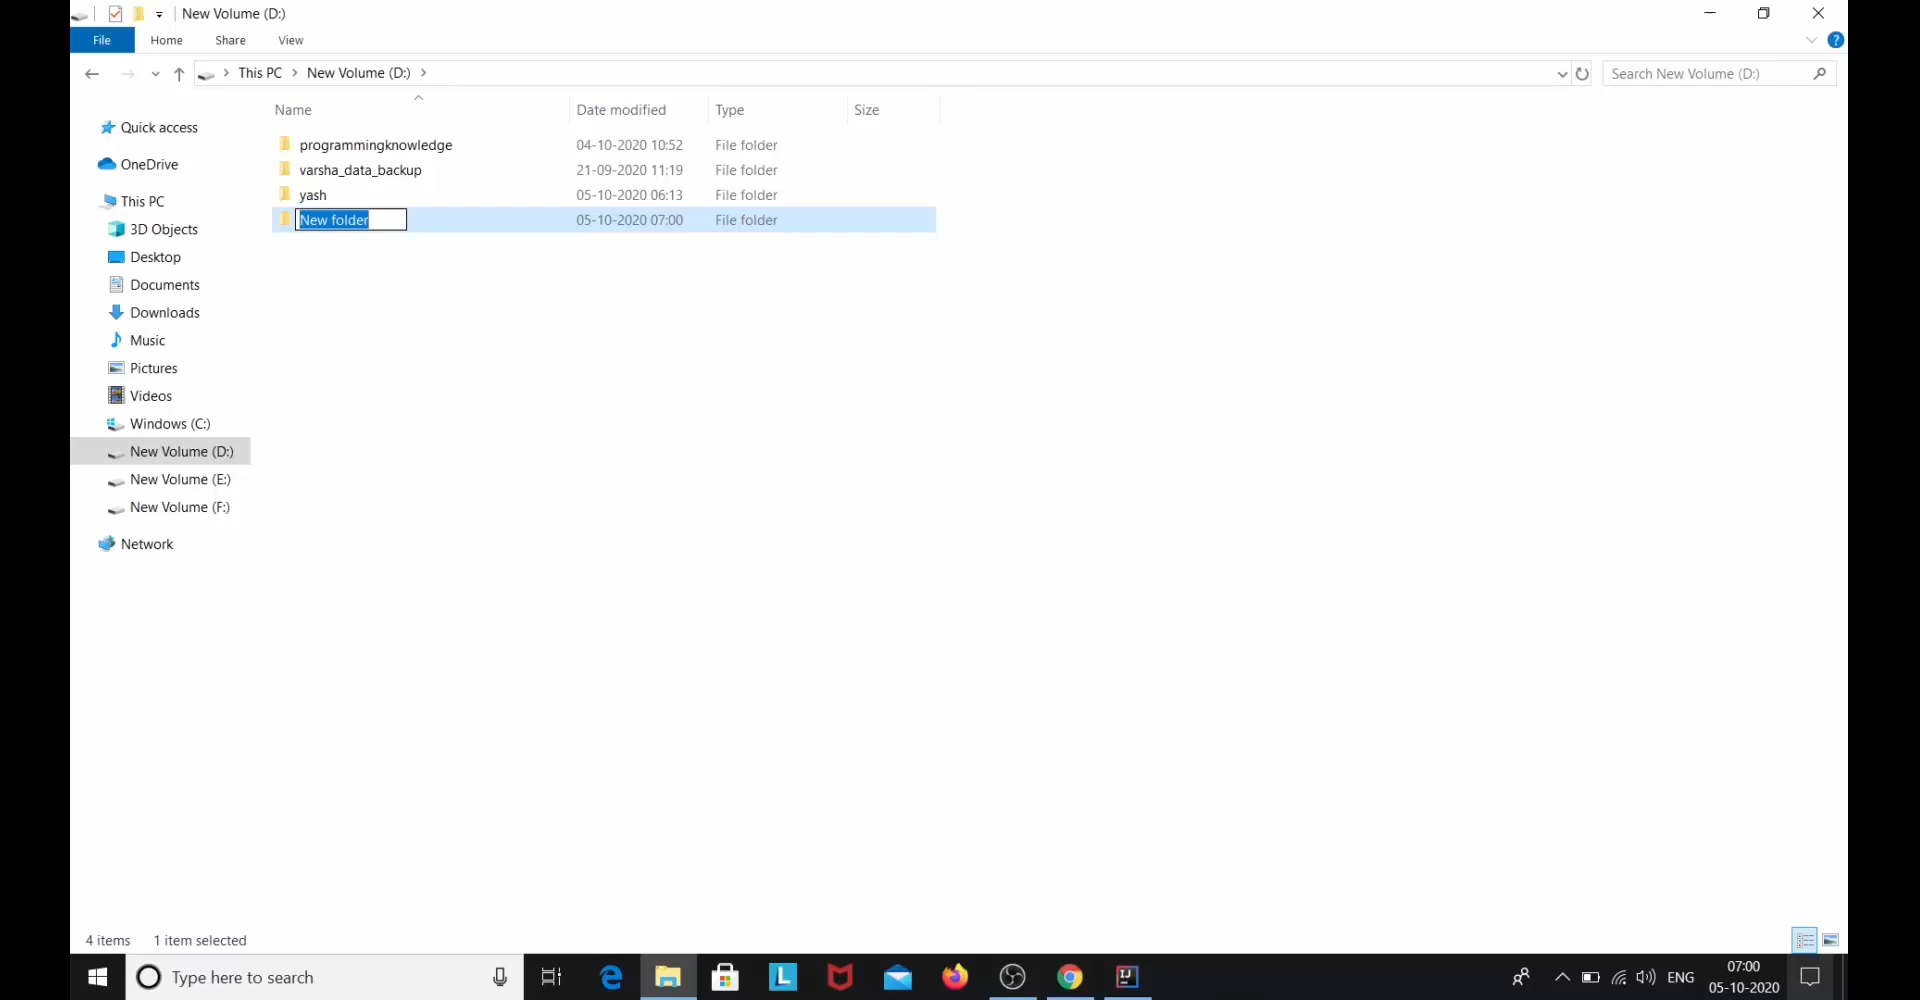 New Volume (D:)
File Home Share View
This PC New Volume (D:)
Search New Volume (D:)
Name Date modified Type Size
Quick access
OneDrive
This PC
3D Objects
Desktop
Documents
Downloads
Music
Pictures
Videos
Windows (C:)
New Volume (D:)
New Volume (E:)
New Volume (F:)
Network
programmingknowledge 04-10-2020 10:52 File folder
varsha_data_backup 21-09-2020 11:19 File folder
yash 05-10-2020 06:13 File folder
New folder 05-10-2020 07:00 File folder
4 items 1 item selected
Type here to search
L
IJ
ENG
07:00
05-10-2020